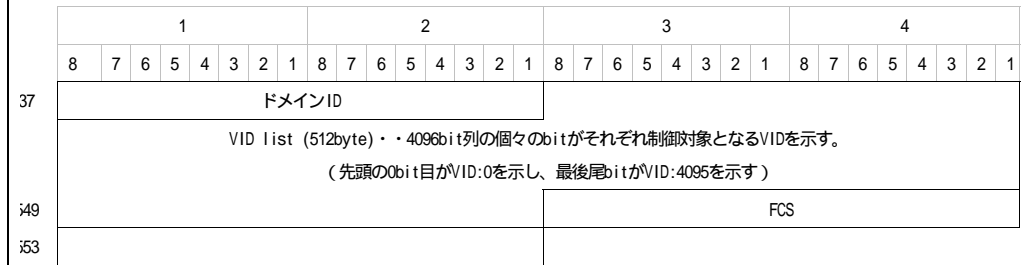 1 2 3 4
8 7 6 5 4 3 2 1 8 7 6 5 4 3 2 1 8 7 6 5 4 3 2 1 8 7 6 5 4 3 2 1
37 ドメインID
VID list (512byte)・・4096bit列の個々のbitがそれぞれ制御対象となるVIDを示す。
(先頭の0bit目がVID:0を示し、最後尾bitがVID:4095を示す)
549 FCS
553